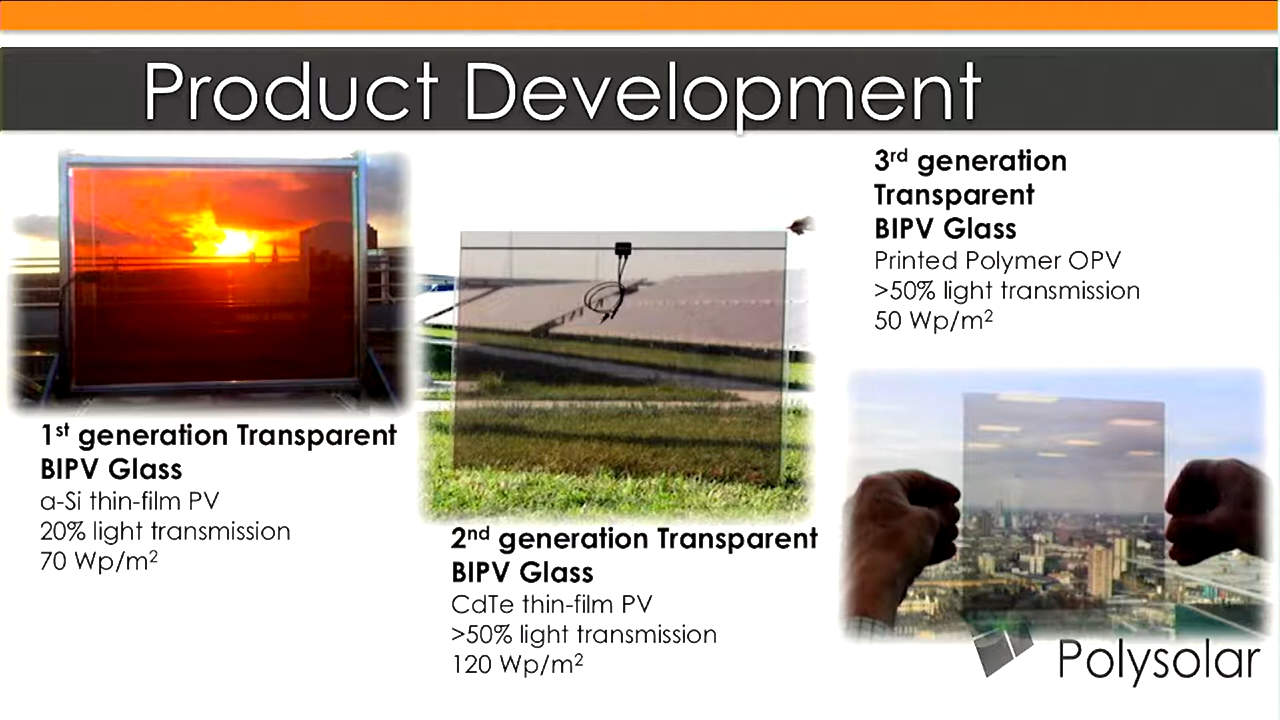 Product Development
1st generation Transparent
BIPV Glass
a-Si thin-film PV
20% light transmission
70 Wp/m²
2nd generation Transparent
BIPV Glass
CdTe thin-film PV
>50% light transmission
120 Wp/m²
3rd generation
Transparent
BIPV Glass
Printed Polymer OPV
>50% light transmission
50 Wp/m²
Polysolar